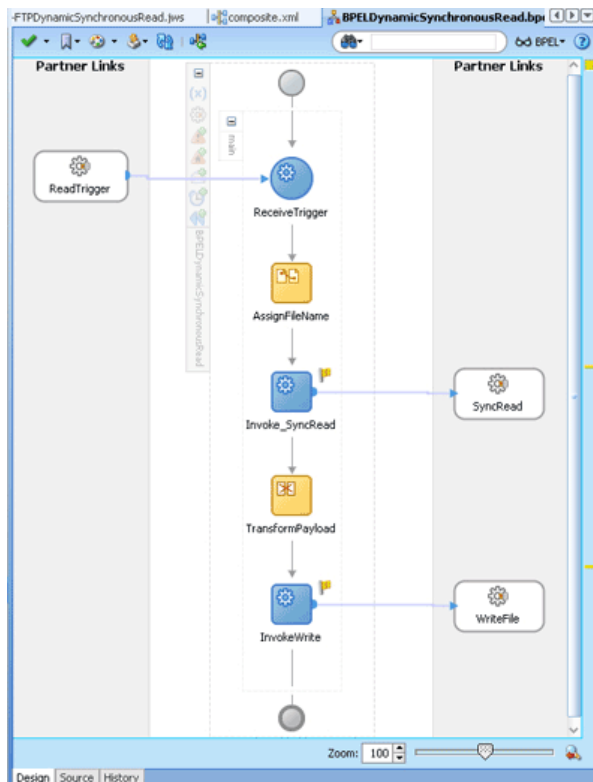 -FTPDynamicSynchronousRead.jws
composite.xml
BPELDynamicSynchronousRead.bpe
BPEL
Partner Links
Partner Links
(x)
main
ReadTrigger
ReceiveTrigger
BPELDynamicSynchronousRead
AssignFileName
Invoke_SyncRead
SyncRead
TransformPayload
InvokeWrite
WriteFile
Zoom: 100
Design Source History